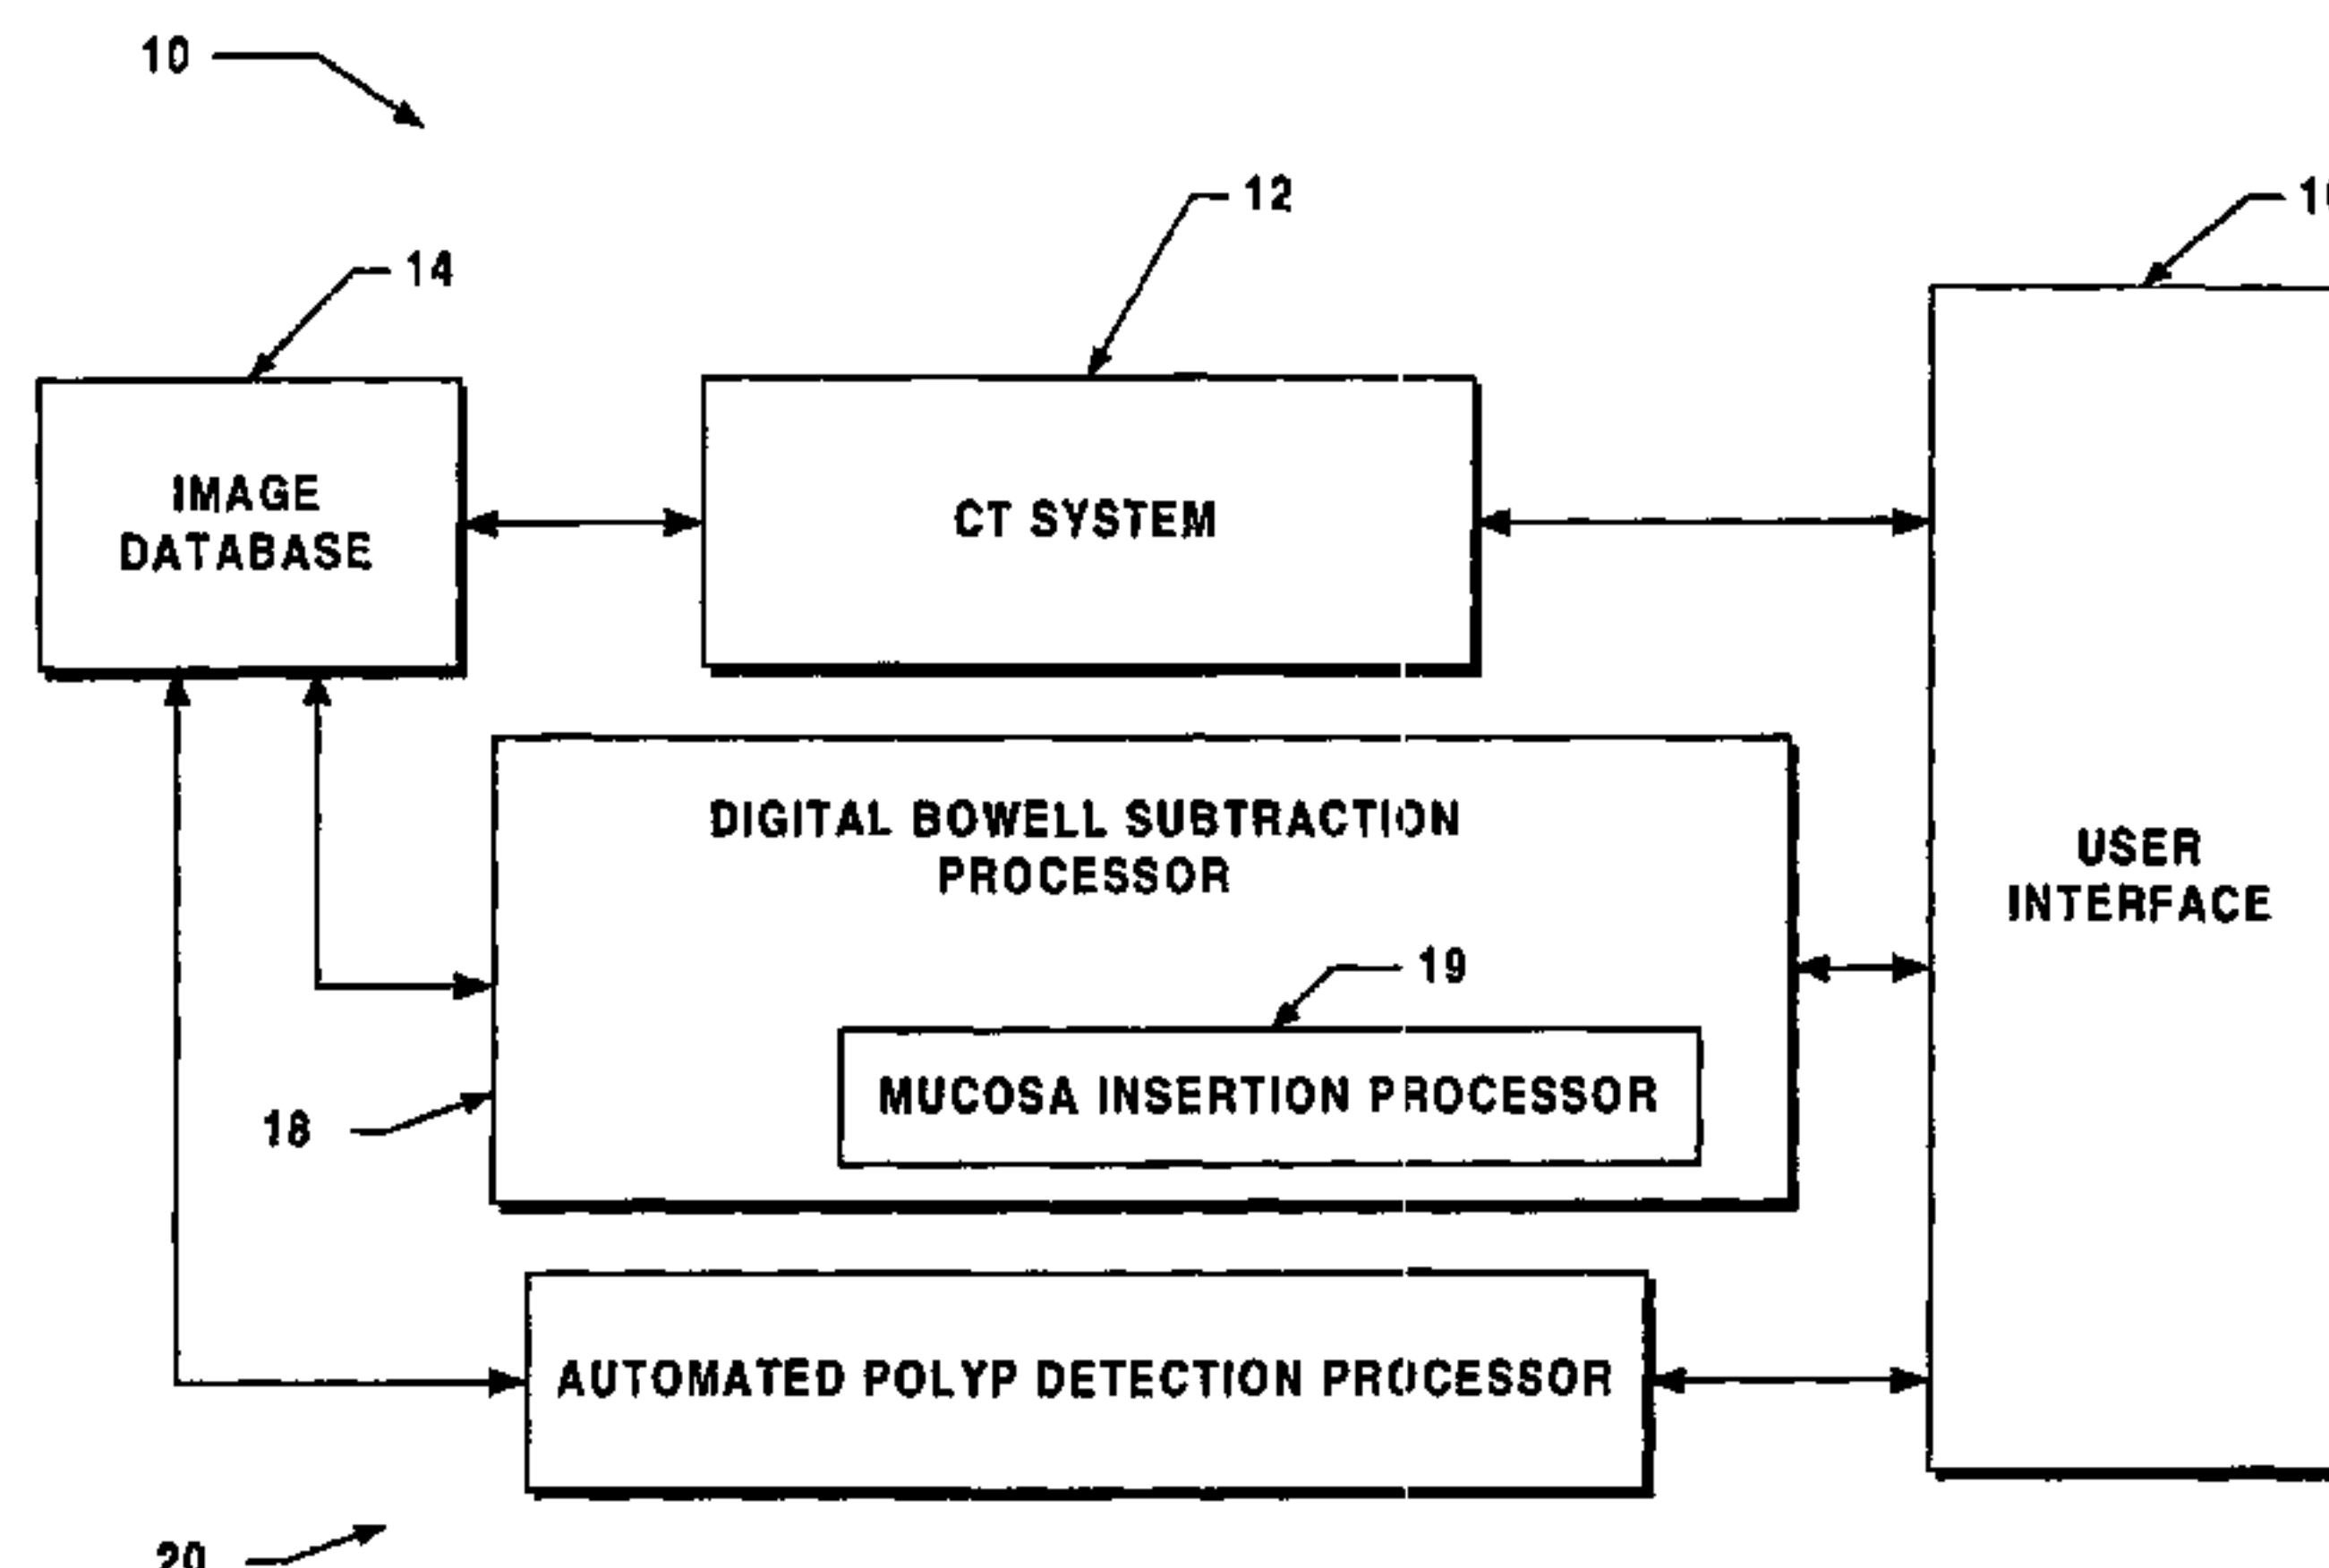 10
12
14
IMAGE
DATABASE
CT SYSTEM
DIGITAL BOWELL SUBTRACTION
PROCESSOR
USER
INTERFACE
19
MUCOSA INSERTION PROCESSOR
18
AUTOMATED POLYP DETECTION PROCESSOR
20